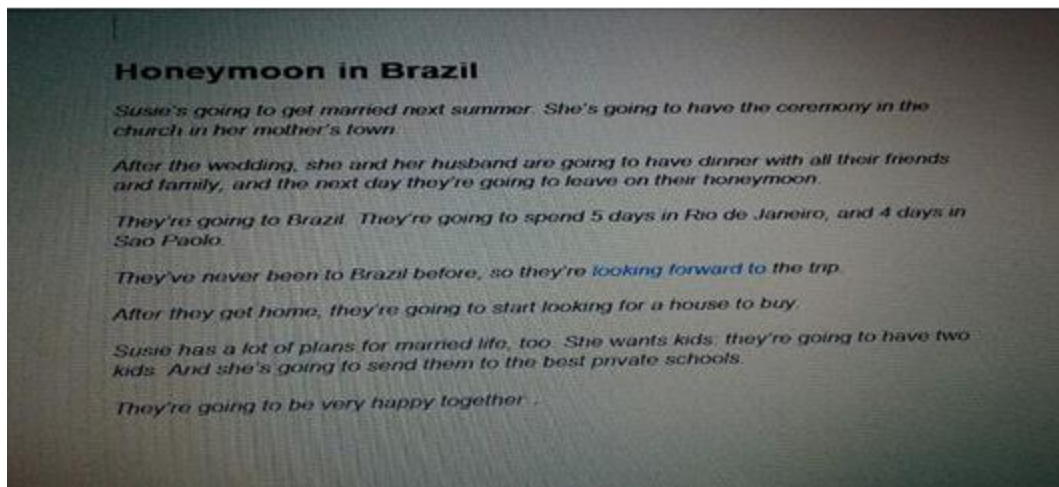 Honeymoon in Brazil
Susie's going to get married next summer. She's going to have the ceremony in the
church in her mother's town.
After the wedding, she and her husband are going to have dinner with all their friends
and family, and the next day they're going to leave on their honeymoon.
They're going to Brazil. They're going to spend 5 days in Rio de Janeiro, and 4 days in
Sao Paolo.
They've never been to Brazil before, so they're looking forward to the trip.
After they get home, they're going to start looking for a house to buy.
Susie has a lot of plans for married life, too. She wants kids: they're going to have two
kids. And she's going to send them to the best private schools.
They're going to be very happy together...